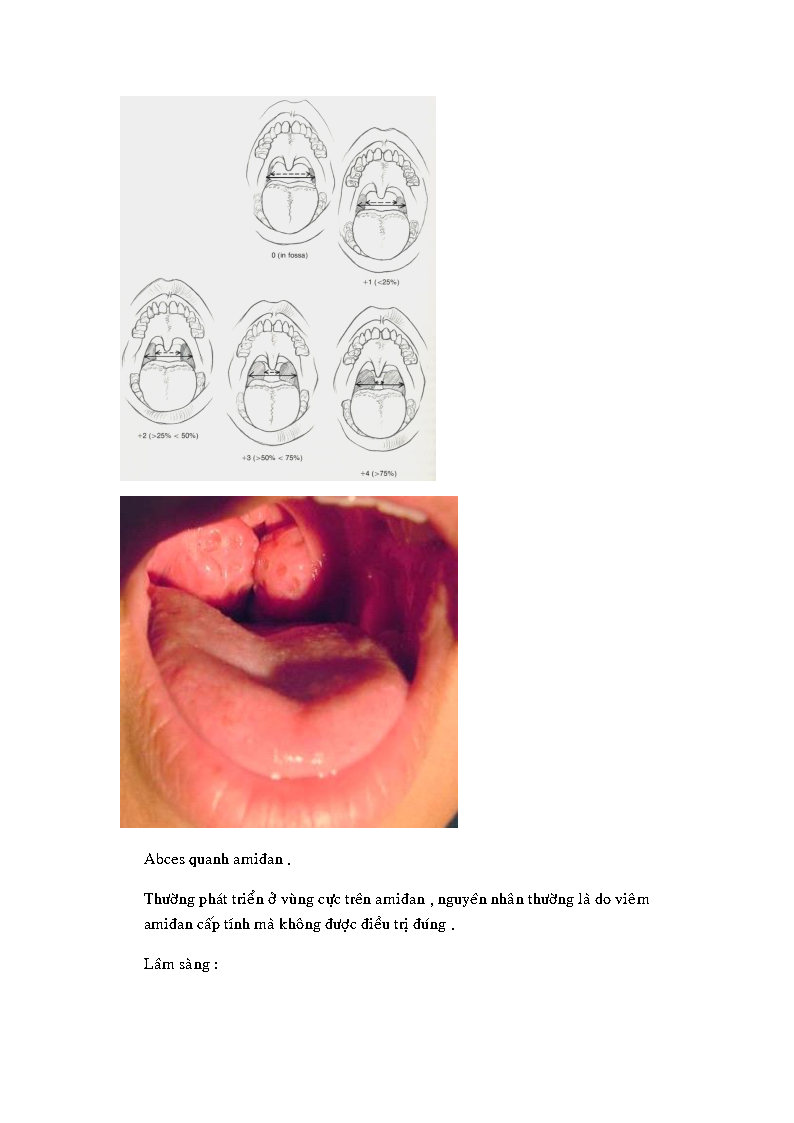 0 (in fossa)
+1 (<25%)
+2 (>25% < 50%)
+3 (>50% < 75%)
+4 (>75%)
Abces quanh amiđan .
Thường phát triển ở vùng cực trên amiđan , nguyên nhân thường là do viêm
amiđan cấp tính mà không được điều trị đúng .
Lâm sàng :